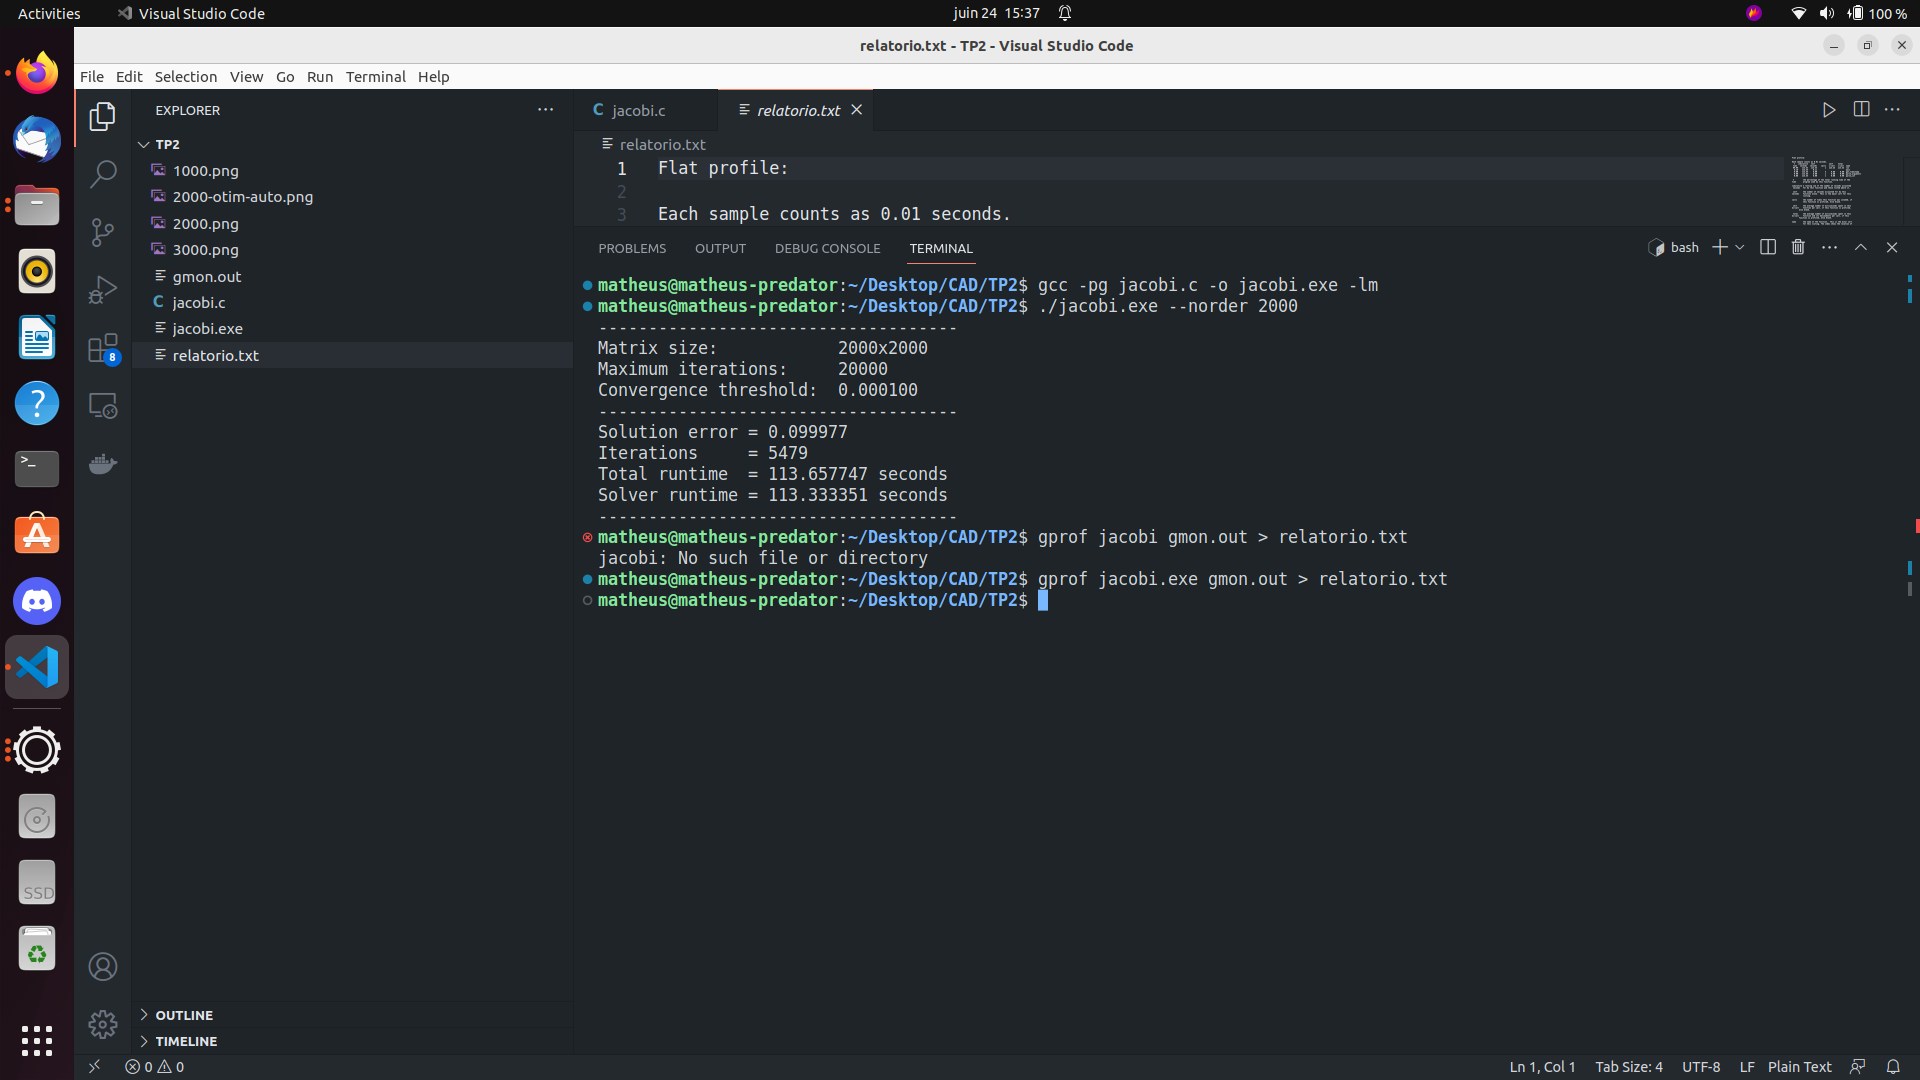 Activities
Visual Studio Code
juin 24 15:37
100 %
relatorio.txt - TP2 - Visual Studio Code
File Edit Selection View Go Run Terminal Help
EXPLORER
TP2
1000.png
2000-otim-auto.png
2000.png
3000.png
gmon.out
C jacobi.c
jacobi.exe
relatorio.txt
8
OUTLINE
TIMELINE
C jacobi.c
relatorio.txt
relatorio.txt
1 Flat profile:
2
3 Each sample counts as 0.01 seconds.
PROBLEMS OUTPUT DEBUG CONSOLE TERMINAL
bash
matheus@matheus-predator:~/Desktop/CAD/TP2$ gcc -pg jacobi.c -o jacobi.exe -lm
matheus@matheus-predator:~/Desktop/CAD/TP2$ ./jacobi.exe --norder 2000
------------------------------------
Matrix size:            2000x2000
Maximum iterations:     20000
Convergence threshold:  0.000100
------------------------------------
Solution error = 0.099977
Iterations     = 5479
Total runtime  = 113.657747 seconds
Solver runtime = 113.333351 seconds
------------------------------------
matheus@matheus-predator:~/Desktop/CAD/TP2$ gprof jacobi gmon.out > relatorio.txt
jacobi: No such file or directory
matheus@matheus-predator:~/Desktop/CAD/TP2$ gprof jacobi.exe gmon.out > relatorio.txt
matheus@matheus-predator:~/Desktop/CAD/TP2$
SSD
0 0
Ln 1, Col 1 Tab Size: 4 UTF-8 LF Plain Text